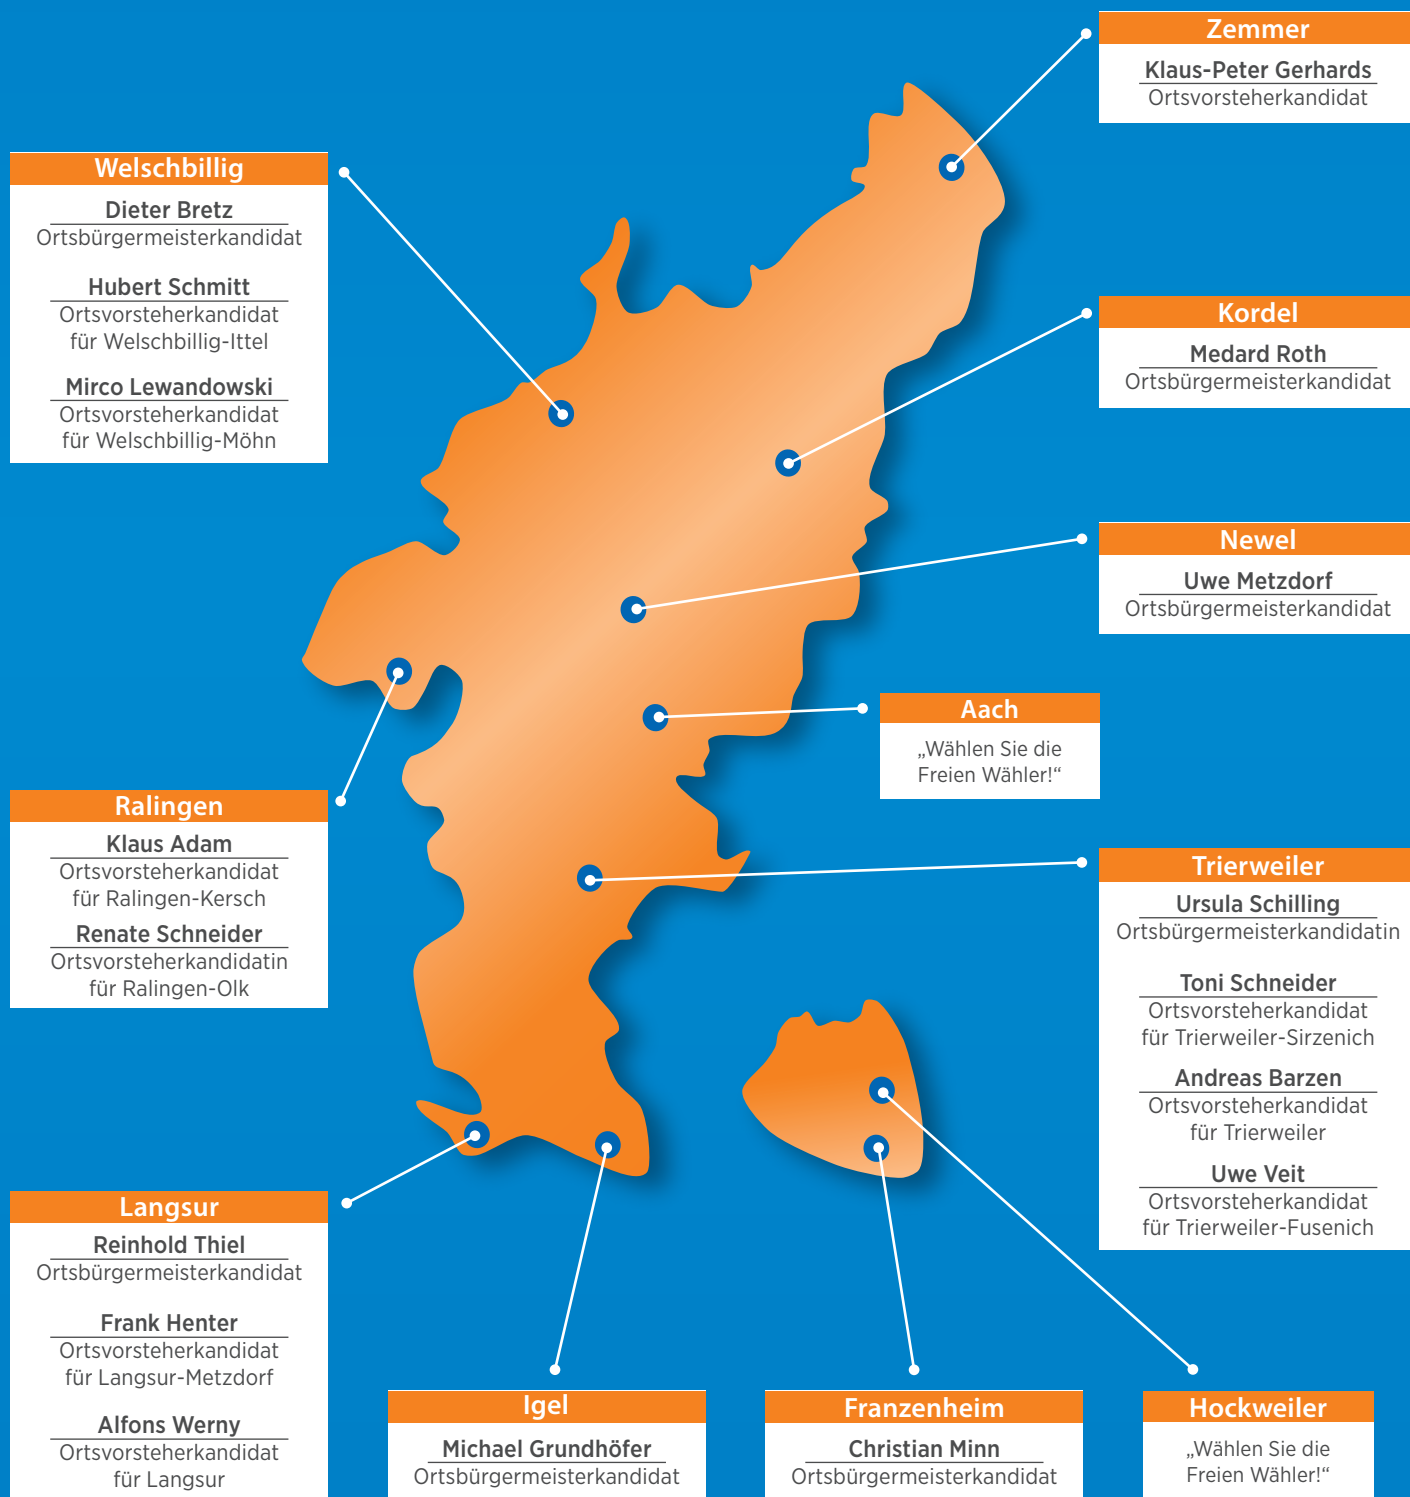 Zemmer
Klaus-Peter Gerhards
Ortsvorsteherkandidat
Welschbillig
Dieter Bretz
Ortsbürgermeisterkandidat
Hubert Schmitt
Ortsvorsteherkandidat
für Welschbillig-Ittel
Mirco Lewandowski
Ortsvorsteherkandidat
für Welschbillig-Möhn
Kordel
Medard Roth
Ortsbürgermeisterkandidat
Newel
Uwe Metzdorf
Ortsbürgermeisterkandidat
Aach
„Wählen Sie die
Freien Wähler!“
Ralingen
Klaus Adam
Ortsvorsteherkandidat
für Ralingen-Kersch
Renate Schneider
Ortsvorsteherkandidatin
für Ralingen-Olk
Trierweiler
Ursula Schilling
Ortsbürgermeisterkandidatin
Toni Schneider
Ortsvorsteherkandidat
für Trierweiler-Sirzenich
Andreas Barzen
Ortsvorsteherkandidat
für Trierweiler
Uwe Veit
Ortsvorsteherkandidat
für Trierweiler-Fusenich
Langsur
Reinhold Thiel
Ortsbürgermeisterkandidat
Frank Henter
Ortsvorsteherkandidat
für Langsur-Metzdorf
Alfons Werny
Ortsvorsteherkandidat
für Langsur
Igel
Michael Grundhöfer
Ortsbürgermeisterkandidat
Franzenheim
Christian Minn
Ortsbürgermeisterkandidat
Hockweiler
„Wählen Sie die
Freien Wähler!“